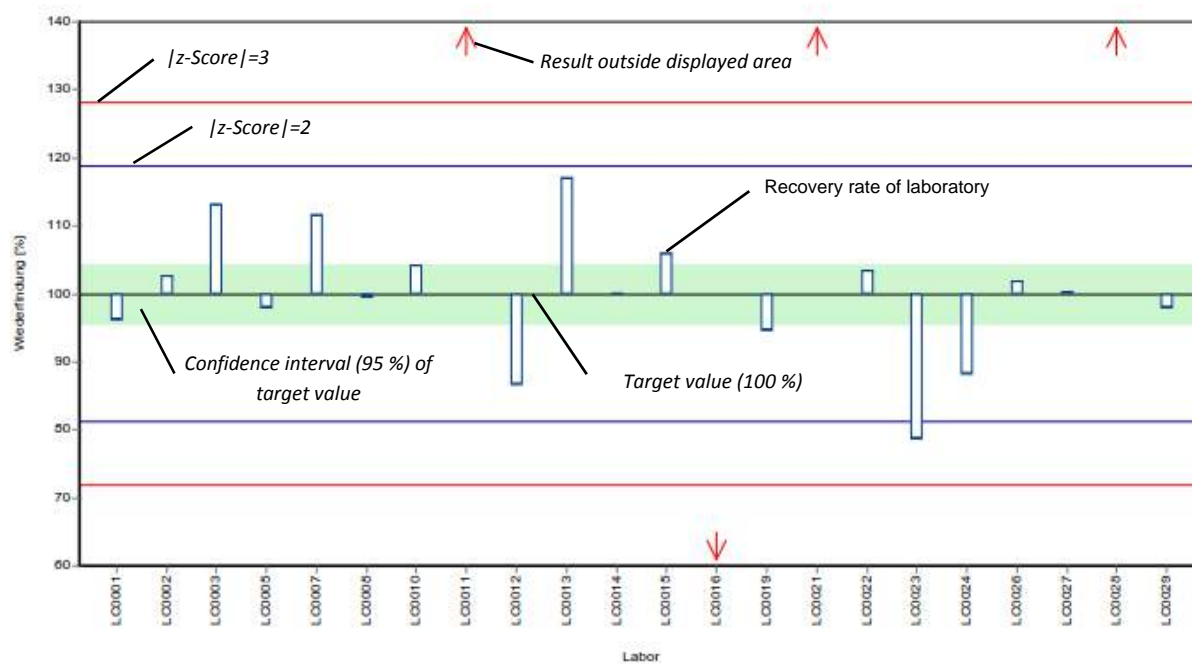 140
|z-Score|=3
Result outside displayed area
130
|z-Score|=2
120
Recovery rate of laboratory
110
Wiederfindung [%]
100
90
Confidence interval (95 %) of
target value
Target value (100 %)
80
70
60
LC0001
LC0002
LC0003
LC0005
LC0007
LC0008
LC0010
LC0011
LC0012
LC0013
LC0014
LC0015
LC0016
LC0019
LC0021
LC0022
LC0023
LC0024
LC0026
LC0027
LC0028
LC0029
Labor